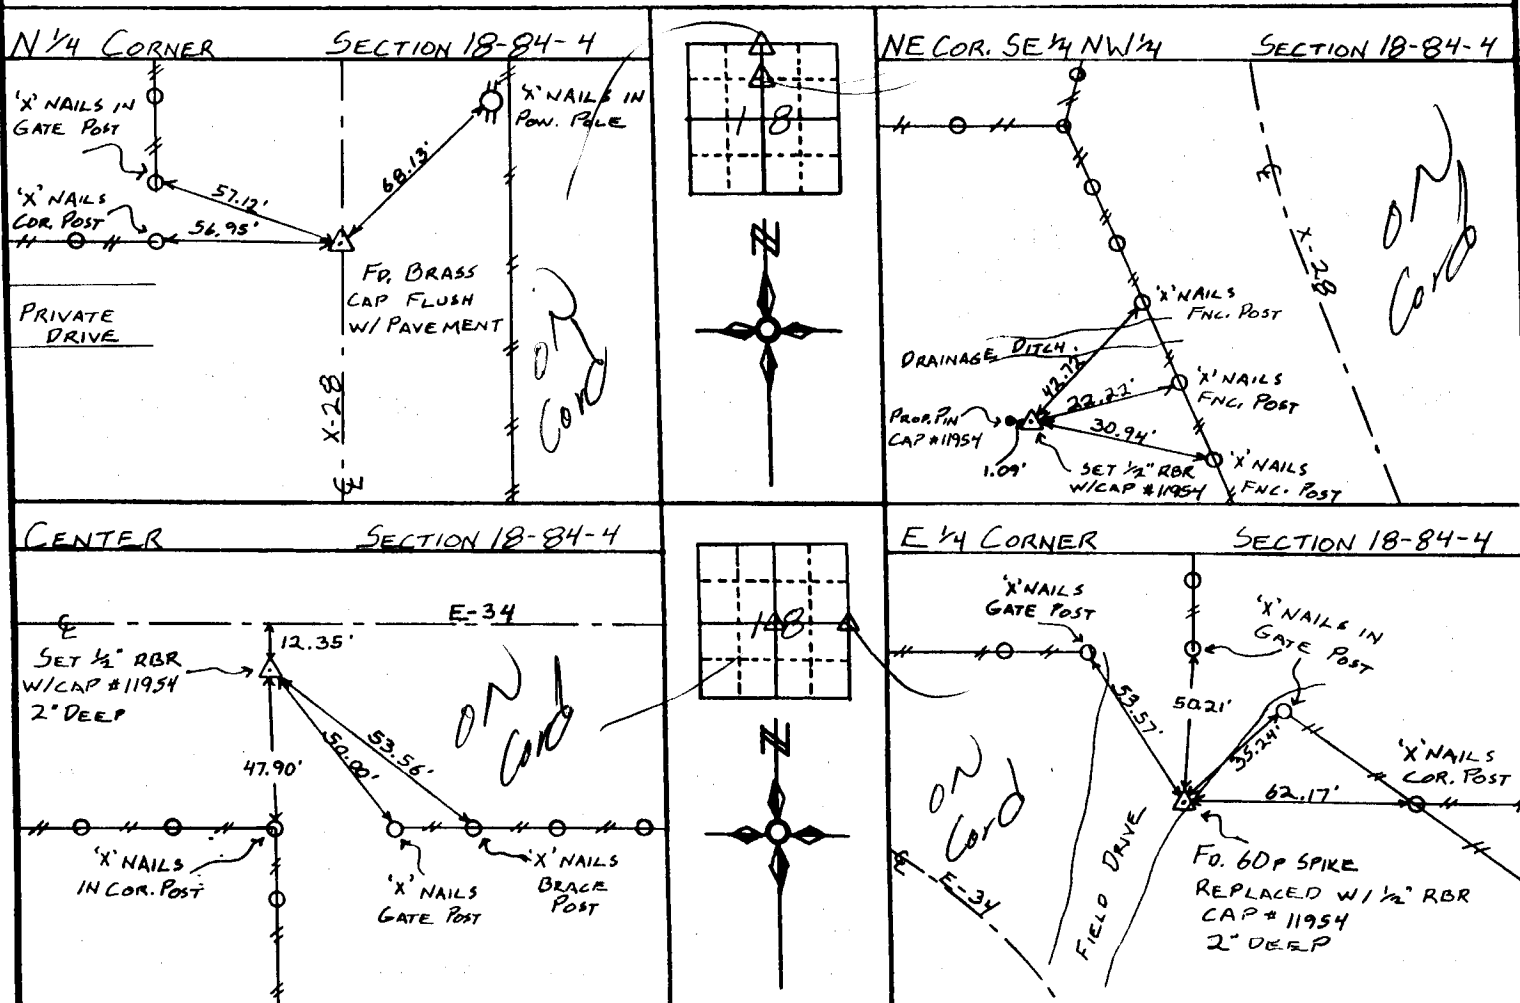 N 1/4 CORNER SECTION 18-84-4
'X' NAILS IN
GATE POST
'X' NAILS IN
POW. POLE
68.13'
57.12'
'X' NAILS
COR. POST
56.95'
FD. BRASS
CAP FLUSH
W/ PAVEMENT
PRIVATE
DRIVE
X-28
℄
ON
Card
18
N
NE COR. SE 1/4 NW 1/4 SECTION 18-84-4
℄
X-28
ON
Card
'X' NAILS
FNC. POST
DRAINAGE DITCH
42.72'
22.22'
'X' NAILS
FNC. POST
PROP. PIN
CAP #11954
30.94'
1.09'
SET 1/2" RBR
W/CAP #11954
'X' NAILS
FNC. POST
CENTER SECTION 18-84-4
℄
E-34
12.35'
SET 1/2" RBR
W/CAP #11954
2" DEEP
ON
Card
53.56'
47.90'
'X' NAILS
IN COR. POST
'X' NAILS
GATE POST
'X' NAILS
BRACE
POST
18
N
E 1/4 CORNER SECTION 18-84-4
'X' NAILS
GATE POST
'X' NAILS IN
GATE POST
53.57'
50.21'
35.24'
'X' NAILS
COR. POST
62.17'
ON
Card
℄
E-34
FIELD DRIVE
FD. 60P SPIKE
REPLACED W/ 1/2" RBR
CAP # 11954
2" DEEP